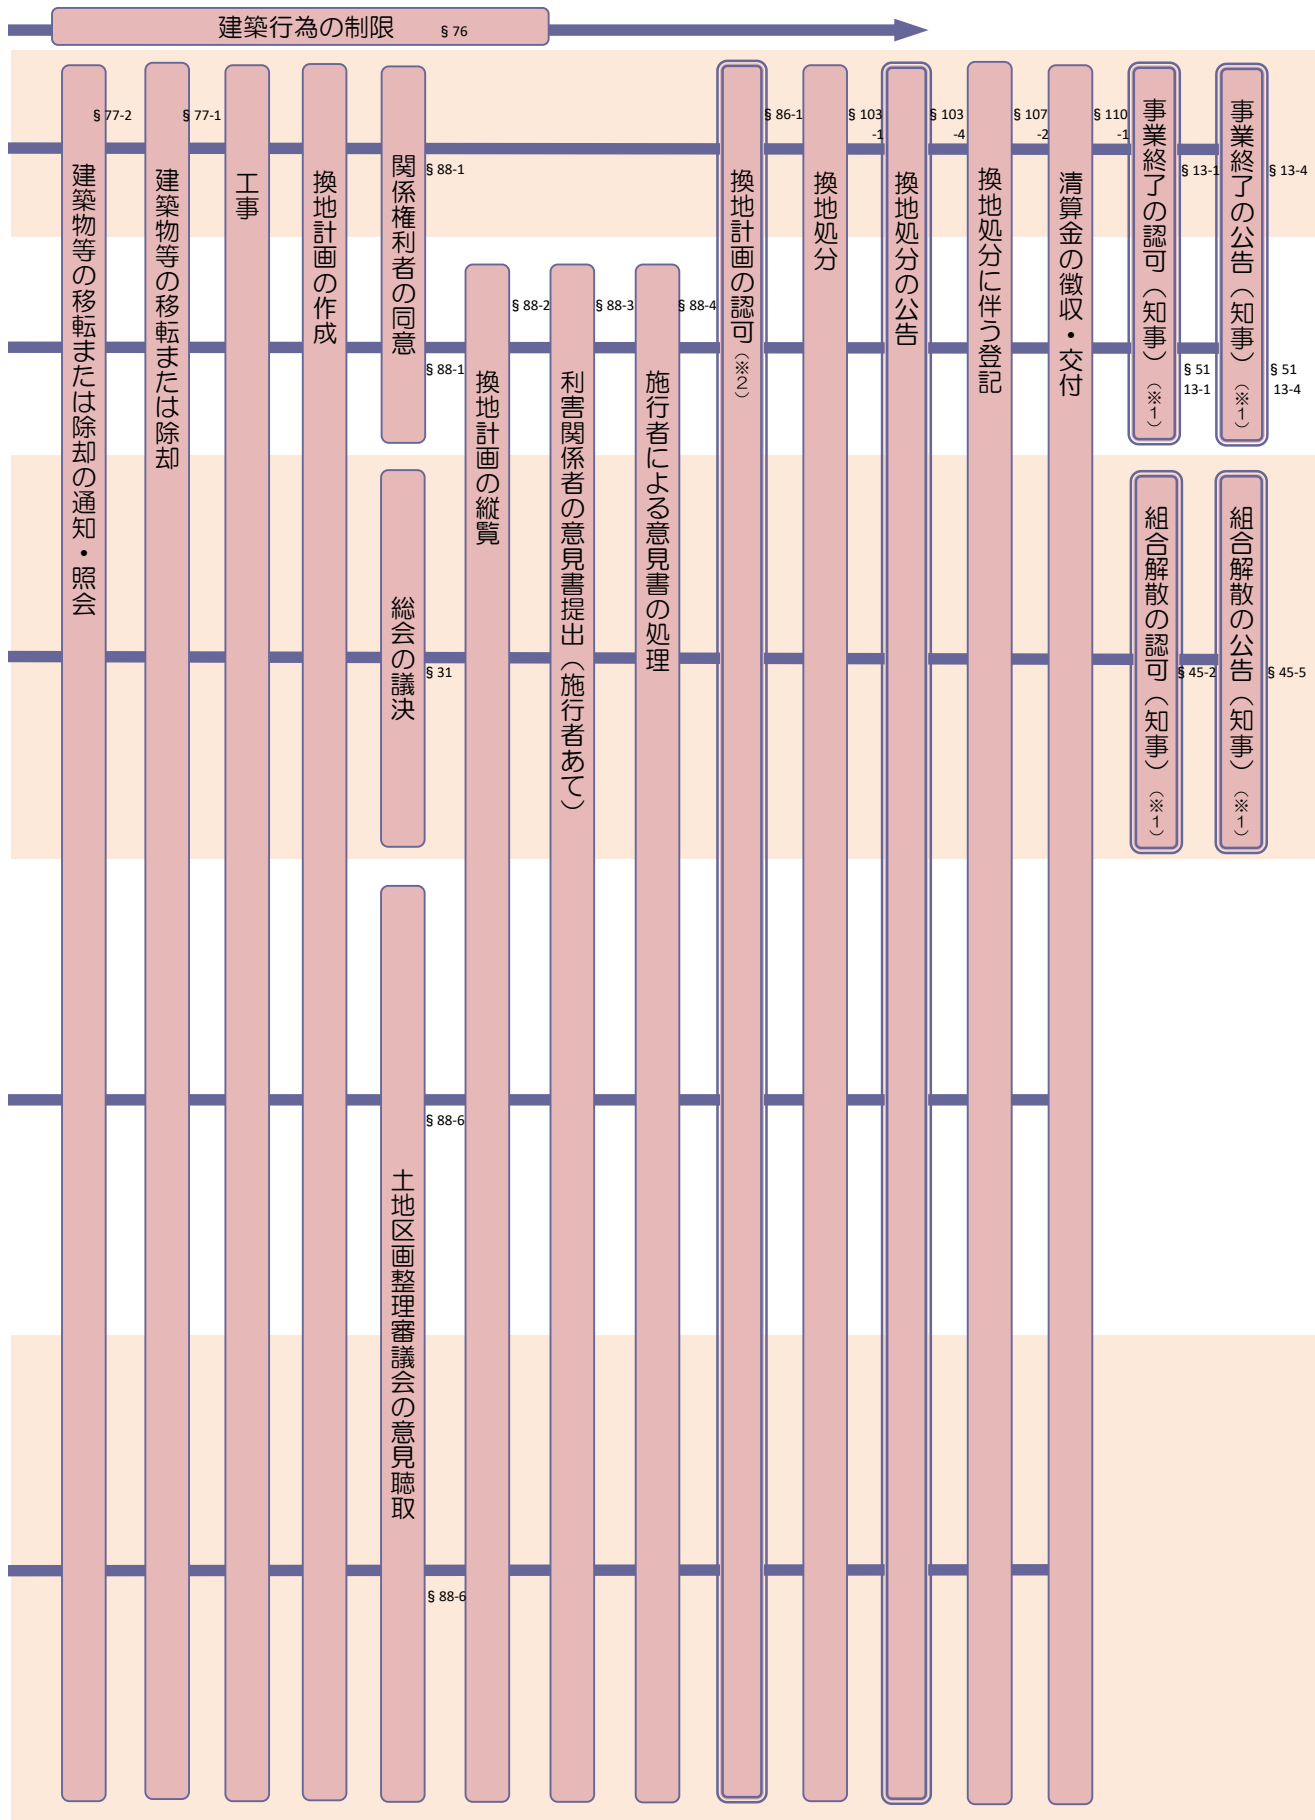 建築行為の制限 § 76
建築物等の移転または除却の通知・照会
§ 77-2
建築物等の移転または除却
§ 77-1
工事
換地計画の作成
関係権利者の同意
§ 88-1
§ 88-1
総会の議決
§ 31
土地区画整理審議会の意見聴取
§ 88-6
§ 88-6
換地計画の縦覧
§ 88-2
利害関係者の意見書提出（施行者あて）
§ 88-3
施行者による意見書の処理
§ 88-4
換地計画の認可（※２）
§ 86-1
換地処分
§ 103
-1
換地処分の公告
§ 103
-4
換地処分に伴う登記
§ 107
-2
清算金の徴収・交付
§ 110
-1
事業終了の認可（知事）（※１）
§ 13-1
§ 51
13-1
事業終了の公告（知事）（※１）
§ 13-4
§ 51
13-4
組合解散の認可（知事）（※１）
§ 45-2
組合解散の公告（知事）（※１）
§ 45-5